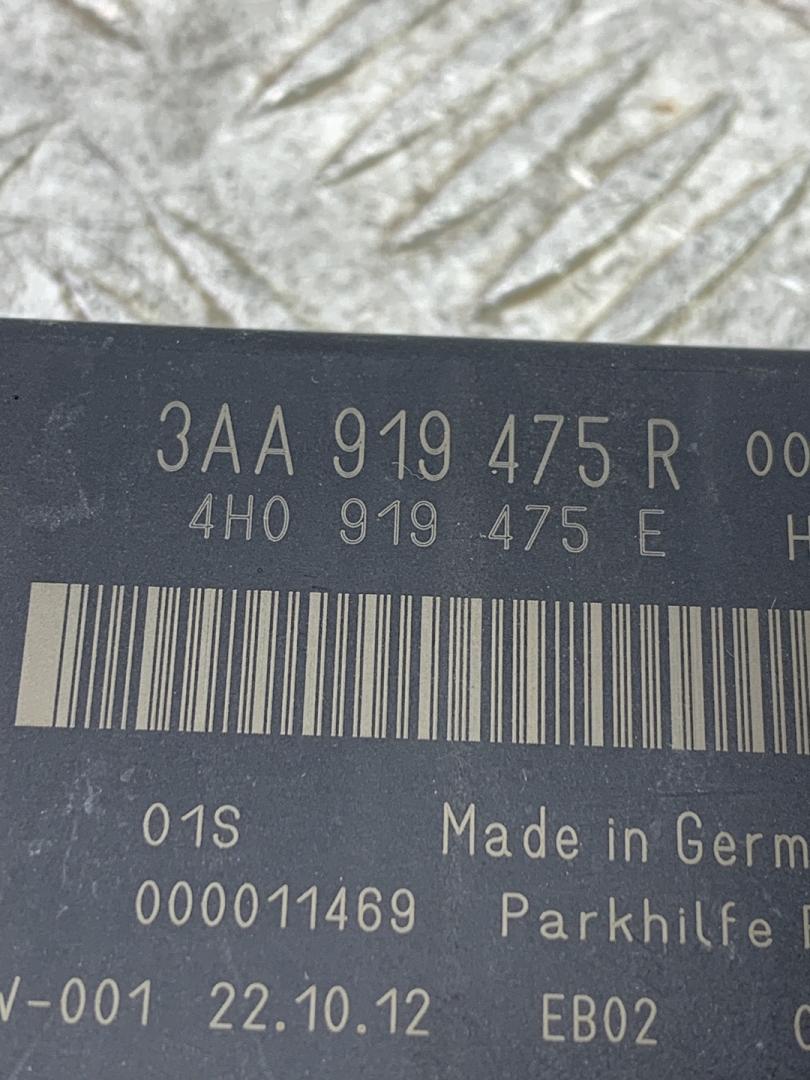 3AA 919 475 R 00
4H0 919 475 E H
01S Made in Germ
000011469 Parkhilfe
V-001 22.10.12 EB02